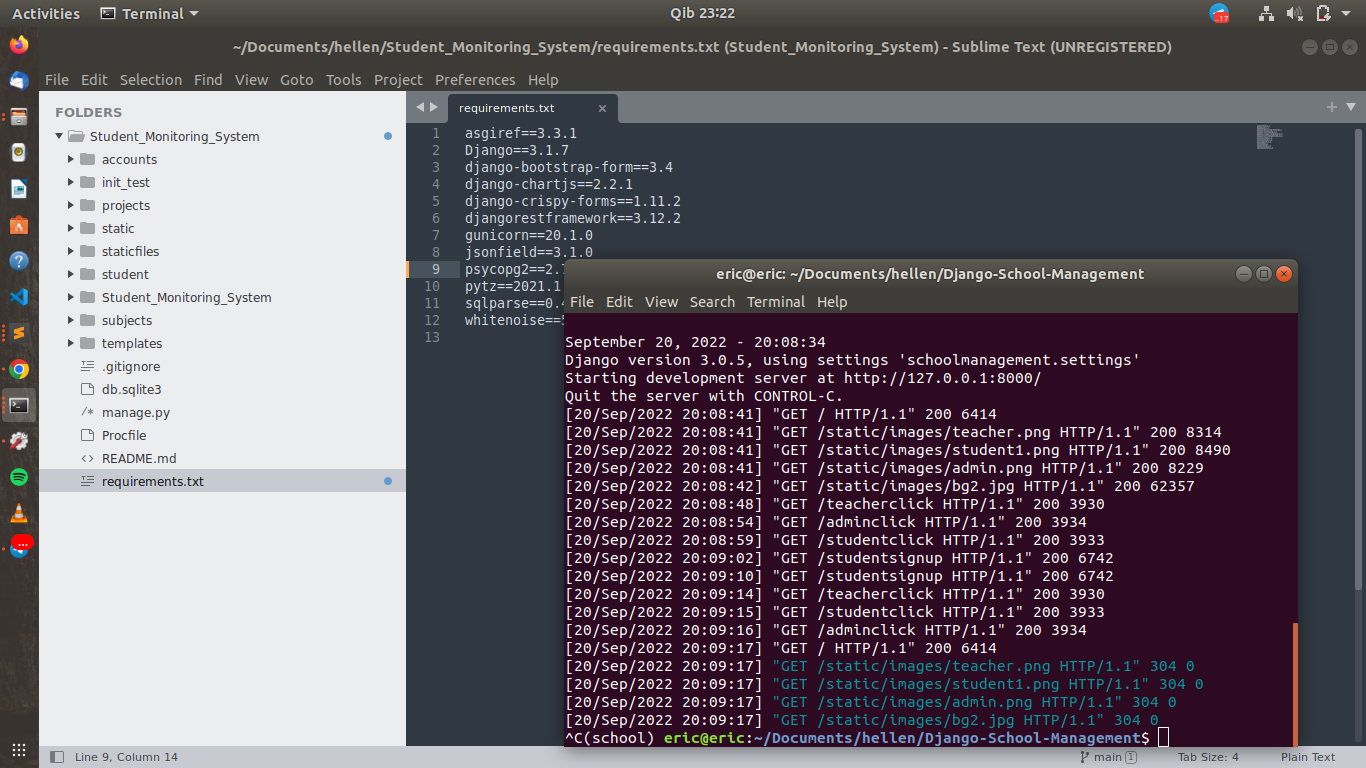 Activities Terminal Qib 23:22 17
~/Documents/hellen/Student_Monitoring_System/requirements.txt (Student_Monitoring_System) - Sublime Text (UNREGISTERED)
File Edit Selection Find View Goto Tools Project Preferences Help
FOLDERS
Student_Monitoring_System
accounts
init_test
projects
static
staticfiles
student
Student_Monitoring_System
subjects
templates
.gitignore
db.sqlite3
/* manage.py
Procfile
<> README.md
requirements.txt
requirements.txt ×
1 asgiref==3.3.1
2 Django==3.1.7
3 django-bootstrap-form==3.4
4 django-chartjs==2.2.1
5 django-crispy-forms==1.11.2
6 djangorestframework==3.12.2
7 gunicorn==20.1.0
8 jsonfield==3.1.0
9 psycopg2==2.7
10 pytz==2021.1
11 sqlparse==0.4
12 whitenoise==5
13
eric@eric: ~/Documents/hellen/Django-School-Management
File Edit View Search Terminal Help
September 20, 2022 - 20:08:34
Django version 3.0.5, using settings 'schoolmanagement.settings'
Starting development server at http://127.0.0.1:8000/
Quit the server with CONTROL-C.
[20/Sep/2022 20:08:41] "GET / HTTP/1.1" 200 6414
[20/Sep/2022 20:08:41] "GET /static/images/teacher.png HTTP/1.1" 200 8314
[20/Sep/2022 20:08:41] "GET /static/images/student1.png HTTP/1.1" 200 8490
[20/Sep/2022 20:08:41] "GET /static/images/admin.png HTTP/1.1" 200 8229
[20/Sep/2022 20:08:42] "GET /static/images/bg2.jpg HTTP/1.1" 200 62357
[20/Sep/2022 20:08:48] "GET /teacherclick HTTP/1.1" 200 3930
[20/Sep/2022 20:08:54] "GET /adminclick HTTP/1.1" 200 3934
[20/Sep/2022 20:08:59] "GET /studentclick HTTP/1.1" 200 3933
[20/Sep/2022 20:09:02] "GET /studentsignup HTTP/1.1" 200 6742
[20/Sep/2022 20:09:10] "GET /studentsignup HTTP/1.1" 200 6742
[20/Sep/2022 20:09:14] "GET /teacherclick HTTP/1.1" 200 3930
[20/Sep/2022 20:09:15] "GET /studentclick HTTP/1.1" 200 3933
[20/Sep/2022 20:09:16] "GET /adminclick HTTP/1.1" 200 3934
[20/Sep/2022 20:09:17] "GET / HTTP/1.1" 200 6414
[20/Sep/2022 20:09:17] "GET /static/images/teacher.png HTTP/1.1" 304 0
[20/Sep/2022 20:09:17] "GET /static/images/student1.png HTTP/1.1" 304 0
[20/Sep/2022 20:09:17] "GET /static/images/admin.png HTTP/1.1" 304 0
[20/Sep/2022 20:09:17] "GET /static/images/bg2.jpg HTTP/1.1" 304 0
^C(school) eric@eric:~/Documents/hellen/Django-School-Management$
Line 9, Column 14 main 1 Tab Size: 4 Plain Text